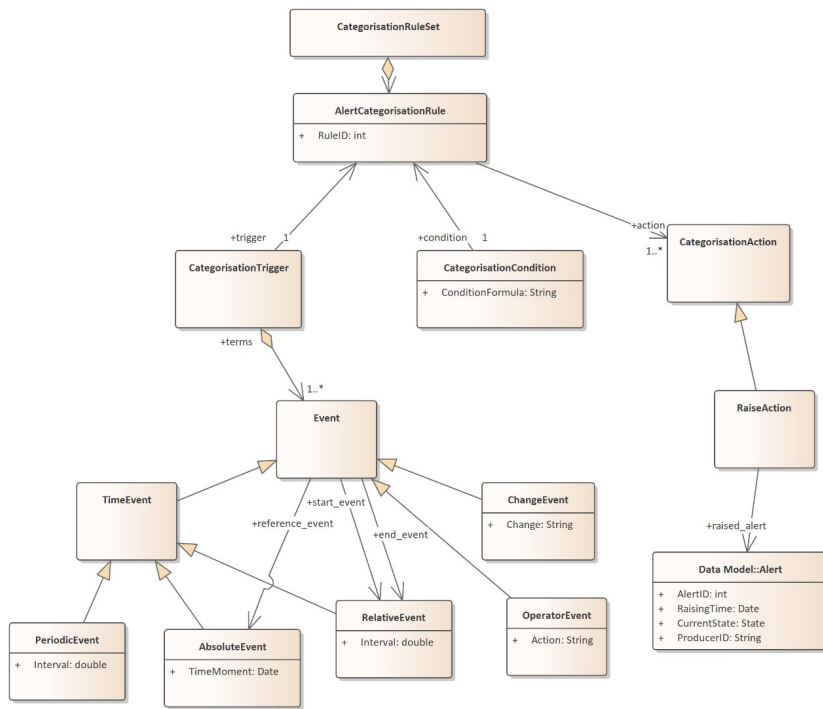 CategorisationRuleSet
AlertCategorisationRule
+ RuleID: int
+trigger 1
+condition 1
+action
1..*
CategorisationTrigger
CategorisationCondition
+ ConditionFormula: String
CategorisationAction
+terms
1..*
Event
RaiseAction
TimeEvent
+start_event
+reference_event
+end_event
ChangeEvent
+ Change: String
+raised_alert
Data Model::Alert
+ AlertID: int
+ RaisingTime: Date
+ CurrentState: State
+ ProducerID: String
PeriodicEvent
+ Interval: double
AbsoluteEvent
+ TimeMoment: Date
RelativeEvent
+ Interval: double
OperatorEvent
+ Action: String